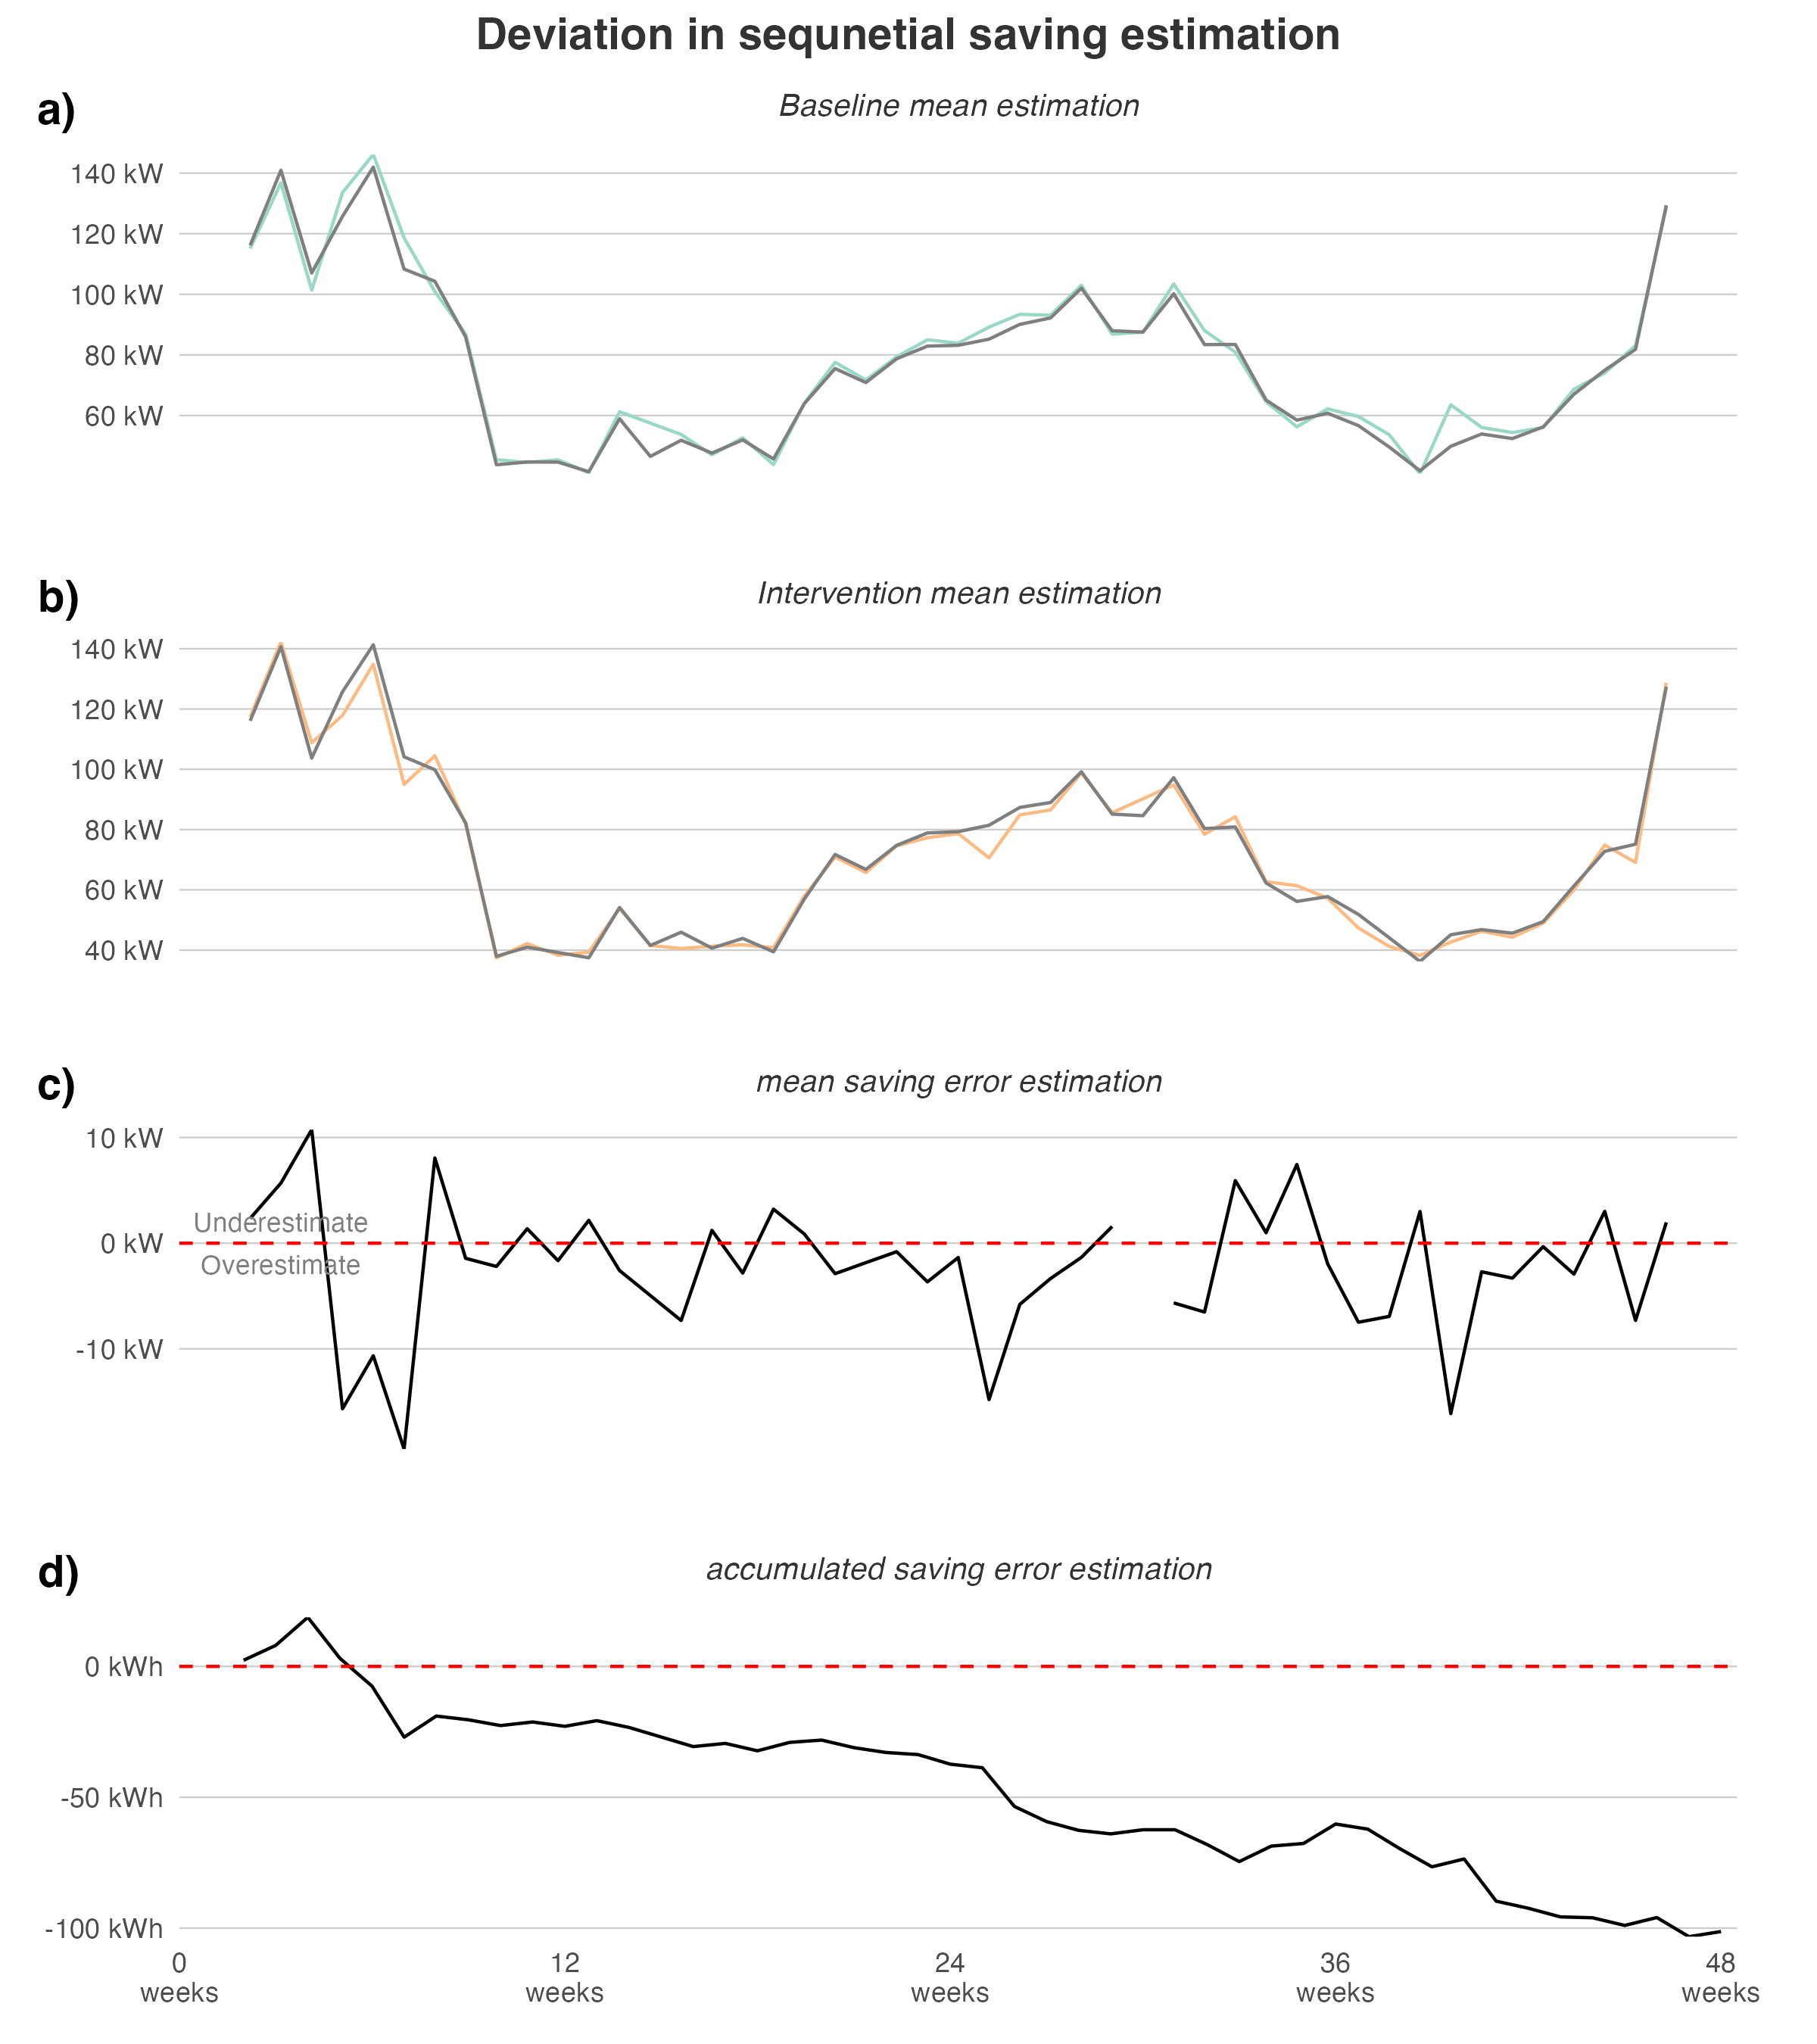 Deviation in sequnetial saving estimation
a)
Baseline mean estimation
140 kW
120 kW
100 kW
80 kW
60 kW
b)
Intervention mean estimation
140 kW
120 kW
100 kW
80 kW
60 kW
40 kW
c)
mean saving error estimation
10 kW
Underestimate
0 kW
Overestimate
-10 kW
d)
accumulated saving error estimation
0 kWh
-50 kWh
-100 kWh
0 12 24 36 48
weeks weeks weeks weeks weeks